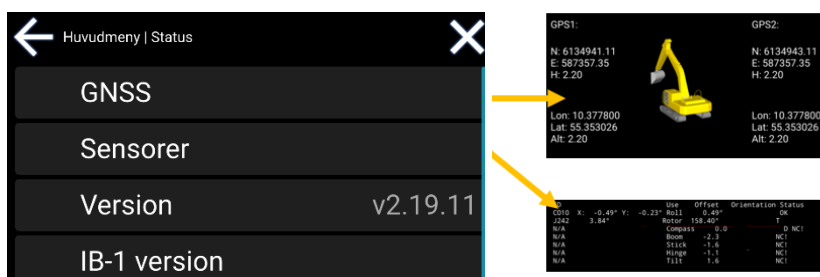 Huvudmeny | Status
GNSS
Sensorer
Version v2.19.11
IB-1 version
GPS1: GPS2:
N: 6134941.11 N: 6134943.11
E: 587357.35 E: 587357.35
H: 2.20 H: 2.20
Lon: 10.377800 Lon: 10.377800
Lat: 55.353026 Lat: 55.353026
Alt: 2.20 Alt: 2.20
Use Offset Orientation Status
CD10 X: -0.49° Y: -0.23° Roll 0.49° OK
J242 3.84° Rotor 158.40° T
N/A Compass 0.0 D NC!
N/A Boom -2.3 NC!
N/A Stick -1.6 NC!
N/A Hinge -1.1 NC!
N/A Tilt 1.6 NC!